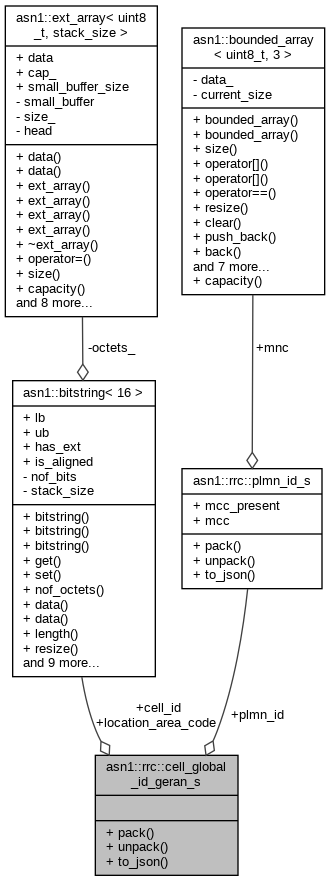 asn1::ext_array< uint8
_t, stack_size >
+ data
+ cap_
+ small_buffer_size
- small_buffer
- size_
- head
+ data()
+ data()
+ ext_array()
+ ext_array()
+ ext_array()
+ ext_array()
+ ~ext_array()
+ operator=()
+ size()
+ capacity()
and 8 more...
asn1::bounded_array
< uint8_t, 3 >
- data_
- current_size
+ bounded_array()
+ bounded_array()
+ size()
+ operator[]()
+ operator[]()
+ operator==()
+ resize()
+ clear()
+ push_back()
+ back()
and 7 more...
+ capacity()
-octets_
+mnc
asn1::bitstring< 16 >
+ lb
+ ub
+ has_ext
+ is_aligned
- nof_bits
- stack_size
+ bitstring()
+ bitstring()
+ bitstring()
+ get()
+ set()
+ nof_octets()
+ data()
+ data()
+ length()
+ resize()
and 9 more...
asn1::rrc::plmn_id_s
+ mcc_present
+ mcc
+ pack()
+ unpack()
+ to_json()
+cell_id
+location_area_code
+plmn_id
asn1::rrc::cell_global
_id_geran_s
+ pack()
+ unpack()
+ to_json()